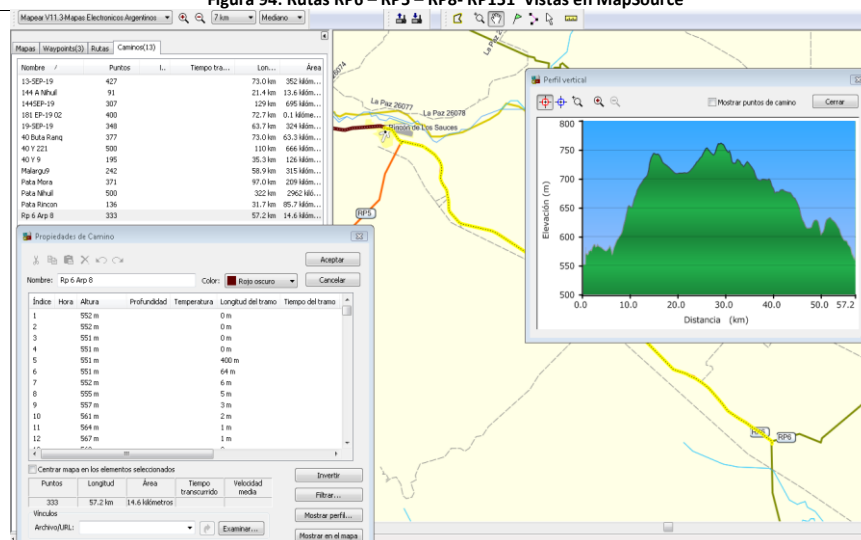 Figura 94: Rutas RP6 – RP5 – RP8- RP151 Vistas en MapSource
Mapear V11.3-Mapas Electronicos Argentinos 7 km Mediano
Mapas Waypoints(3) Rutas Caminos(13)
Nombre / Puntos I.. Tiempo tra... Lon... Área
13-SEP-19 427 73.0 km 352 kilóm...
144 A Nihuil 91 21.4 km 13.6 kilóm...
144SEP-19 307 129 km 695 kilóm...
181 EP-19 02 400 72.7 km 0.1 kilóme...
19-SEP-19 348 63.7 km 324 kilóm...
40 Buta Ranq 377 73.0 km 63.3 kilóm...
40 Y 221 500 110 km 666 kilóm...
40 Y 9 195 35.3 km 126 kilóm...
Malargu9 242 58.9 km 315 kilóm...
Pata Mora 371 97.0 km 209 kilóm...
Pata Nihuil 500 322 km 2962 kiló...
Pata Rincon 136 31.7 km 85.7 kilóm...
Rp 6 Arp 8 333 57.2 km 14.6 kilóm...
La Paz 26077
La Paz 26078
Rincón de Los Sauces
RP5
RP6
Perfil vertical
Mostrar puntos de camino Cerrar
Elevación (m)
800
750
700
650
600
550
500
0.0 10.0 20.0 30.0 40.0 50.0 57.2
Distancia (km)
Propiedades de Camino
Aceptar
Nombre: Rp 6 Arp 8 Color: Rojo oscuro Cancelar
Índice Hora Altura Profundidad Temperatura Longitud del tramo Tiempo del tramo
1 552 m 0 m
2 552 m 0 m
3 551 m 0 m
4 551 m 0 m
5 551 m 400 m
6 551 m 64 m
7 552 m 6 m
8 555 m 5 m
9 557 m 3 m
10 561 m 2 m
11 564 m 1 m
12 567 m 1 m
Centrar mapa en los elementos seleccionados
Puntos Longitud Área Tiempo transcurrido Velocidad media
333 57.2 km 14.6 kilómetros
Vínculos
Archivo/URL: Examinar...
Invertir
Filtrar...
Mostrar perfil...
Mostrar en el mapa